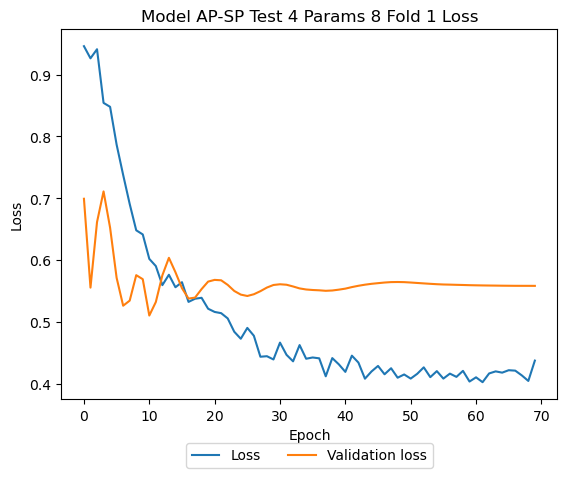 Model AP-SP Test 4 Params 8 Fold 1 Loss
Loss
0.9
0.8
0.7
0.6
0.5
0.4
0 10 20 30 40 50 60 70
Epoch
Loss Validation loss